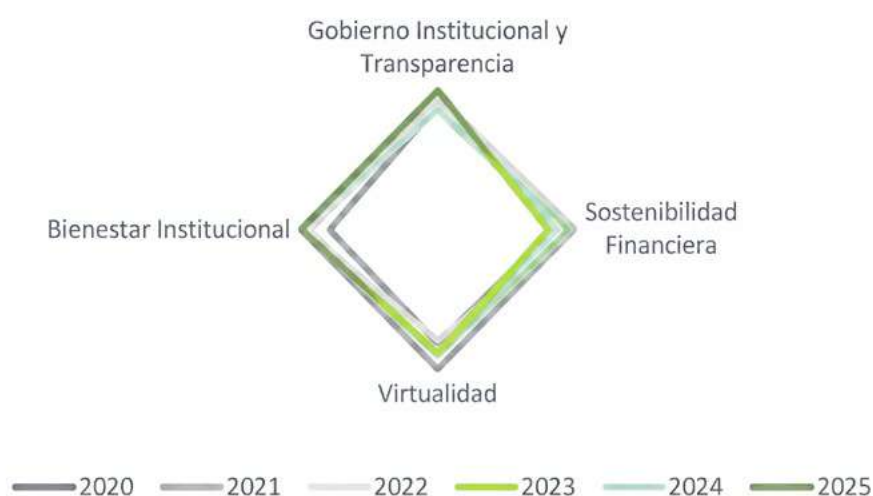 Gobierno Institucional y
Transparencia
Bienestar Institucional
Sostenibilidad
Financiera
Virtualidad
2020 2021 2022 2023 2024 2025